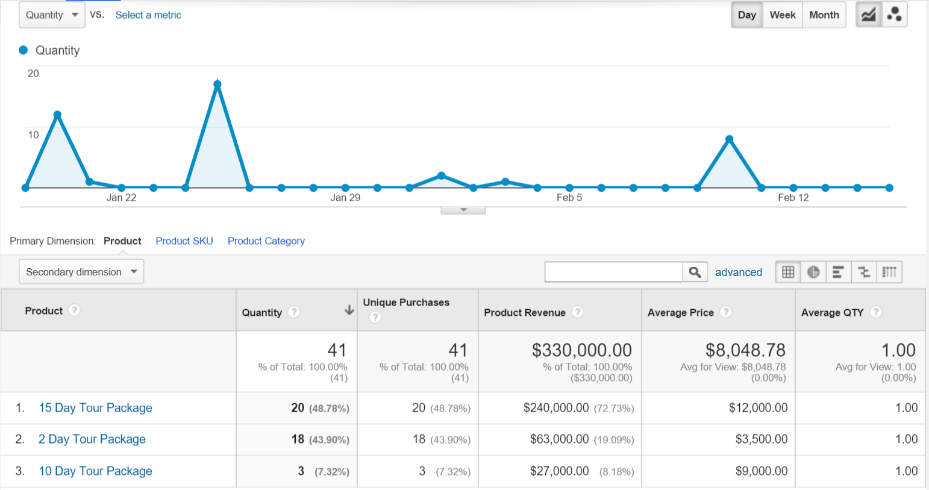 Quantity VS. Select a metric Day Week Month
Quantity
20
10
Jan 22 Jan 29 Feb 5 Feb 12
Primary Dimension: Product Product SKU Product Category
Secondary dimension advanced
Product ? Quantity ? Unique Purchases ? Product Revenue ? Average Price ? Average QTY ?
41 41 $330,000.00 $8,048.78 1.00
% of Total: 100.00% % of Total: 100.00% % of Total: 100.00% Avg for View: $8,048.78 Avg for View: 1.00
(41) (41) ($330,000.00) (0.00%) (0.00%)
1. 15 Day Tour Package 20 (48.78%) 20 (48.78%) $240,000.00 (72.73%) $12,000.00 1.00
2. 2 Day Tour Package 18 (43.90%) 18 (43.90%) $63,000.00 (19.09%) $3,500.00 1.00
3. 10 Day Tour Package 3 (7.32%) 3 (7.32%) $27,000.00 (8.18%) $9,000.00 1.00